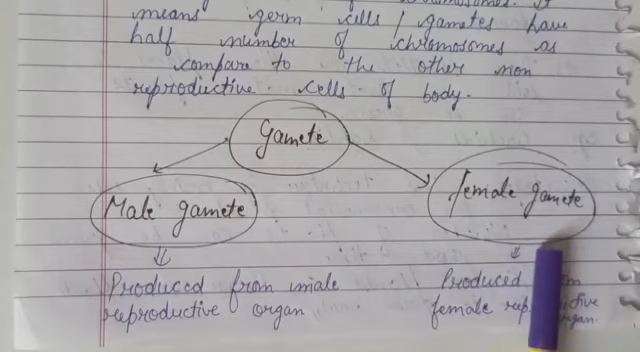 means germ cells / gametes have
half number of chromosomes as
compare to the other non
reproductive cells of body.
Gamete
Male gamete
female gamete
Produced from male
reproductive organ
Produced
female